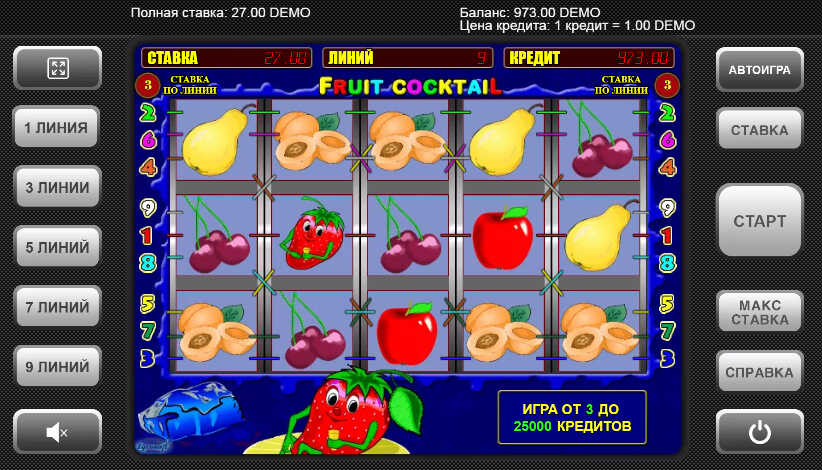 Полная ставка: 27.00 DEMO
Баланс: 973.00 DEMO
Цена кредита: 1 кредит = 1.00 DEMO
СТАВКА 27.00
ЛИНИЙ 9
КРЕДИТ 973.00
3 СТАВКА
ПО ЛИНИИ
FRUIT COCKTAIL
СТАВКА 3
ПО ЛИНИИ
2 2
6 6
4 4
9 9
1 1
8 8
5 5
7 7
3 3
1 ЛИНИЯ
3 ЛИНИИ
5 ЛИНИЙ
7 ЛИНИЙ
9 ЛИНИЙ
АВТОИГРА
СТАВКА
СТАРТ
МАКС
СТАВКА
СПРАВКА
ИГРА ОТ 3 ДО
25000 КРЕДИТОВ